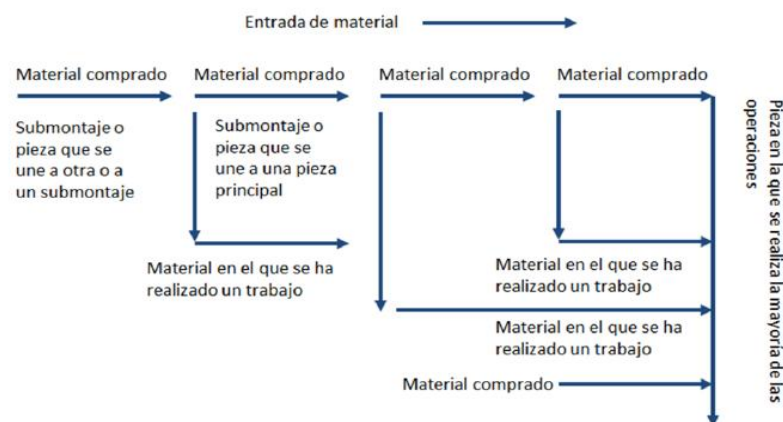 Entrada de material
Material comprado
Material comprado
Material comprado
Material comprado
Submontaje o
pieza que se
une a otra o a
un submontaje
Submontaje o
pieza que se
une a una pieza
principal
Pieza en la que se realiza la mayoria de las
operaciones
Material en el que se ha
realizado un trabajo
Material en el que se ha
realizado un trabajo
Material en el que se ha
realizado un trabajo
Material comprado